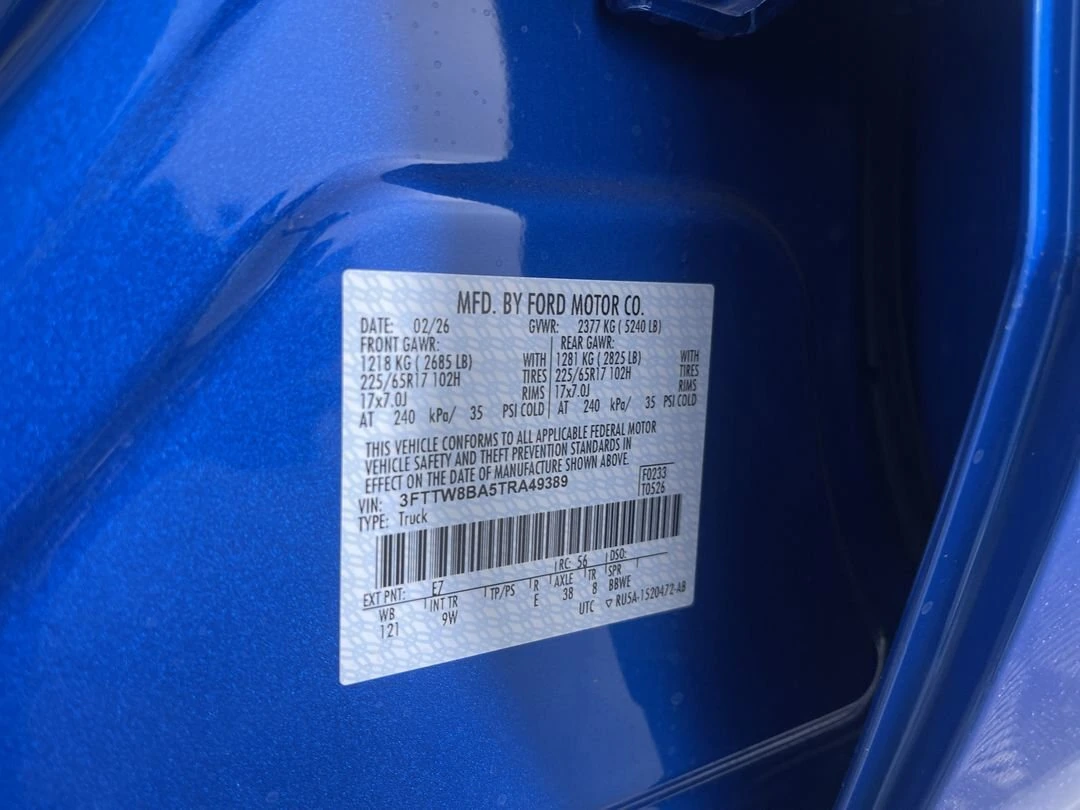 MFD. BY FORD MOTOR CO.
DATE: 02/26 GVWR: 2377 KG ( 5240 LB)
FRONT GAWR: REAR GAWR:
1218 KG ( 2685 LB) WITH 1281 KG ( 2825 LB) WITH
225/65R17 102H TIRES 225/65R17 102H TIRES
17x7.0J RIMS 17x7.0J RIMS
AT 240 kPa/ 35 PSI COLD AT 240 kPa/ 35 PSI COLD
THIS VEHICLE CONFORMS TO ALL APPLICABLE FEDERAL MOTOR
VEHICLE SAFETY AND THEFT PREVENTION STANDARDS IN
EFFECT ON THE DATE OF MANUFACTURE SHOWN ABOVE.
VIN: 3FTTW8BA5TRA49389 F0233
TYPE: Truck T0526
EXT PNT: E7 RC: 56 DSO:
WB INT TR TP/PS R AXLE TR SPR
121 9W E 38 8 BBWE
UTC ▽ RU5A-1520472-AB